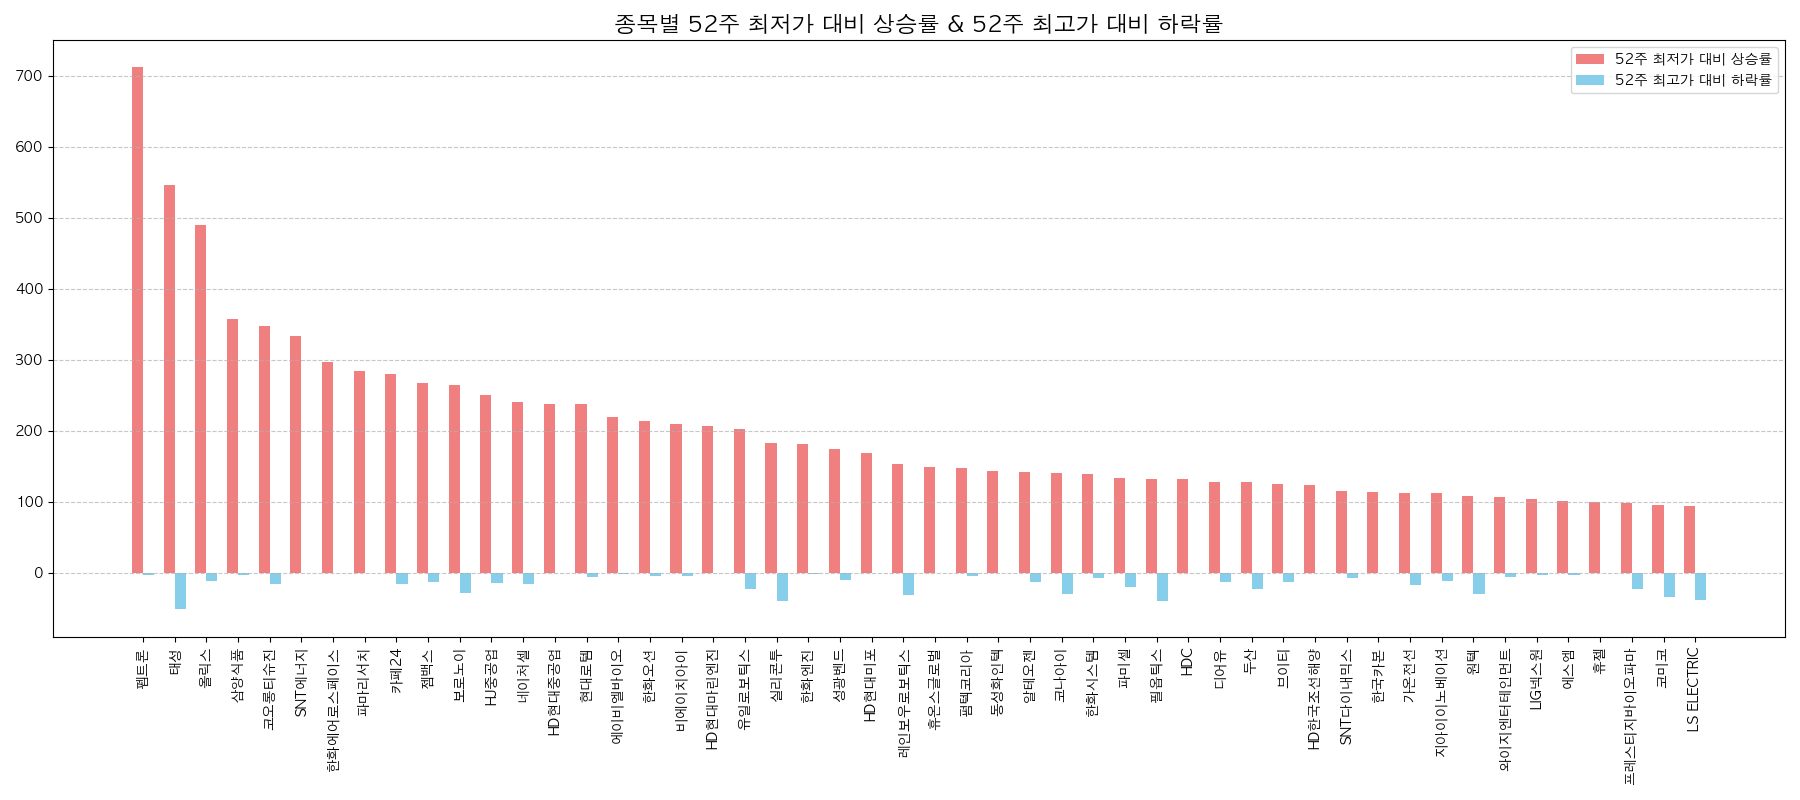 종목별 52주 최저가 대비 상승률 & 52주 최고가 대비 하락률
52주 최저가 대비 상승률
52주 최고가 대비 하락률
700
600
500
400
300
200
100
0
펨트론
태성
올릭스
삼양식품
코오롱티슈진
SNT에너지
한화에어로스페이스
파마리서치
카페24
젬백스
보로노이
HJ중공업
네이처셀
HD현대중공업
현대로템
에이비엘바이오
한화오션
비에이치아이
HD현대마린엔진
유일로보틱스
실리콘투
한화엔진
성광벤드
HD현대미포
레인보우로보틱스
휴온스글로벌
펌텍코리아
동성화인텍
알테오젠
코나아이
한화시스템
파미셀
필옵틱스
HDC
디어유
두산
브이티
HD한국조선해양
SNT다이내믹스
한국카본
가온전선
지아이이노베이션
원텍
와이지엔터테인먼트
LIG넥스원
에스엠
휴젤
프레스티지바이오파마
코미코
LS ELECTRIC